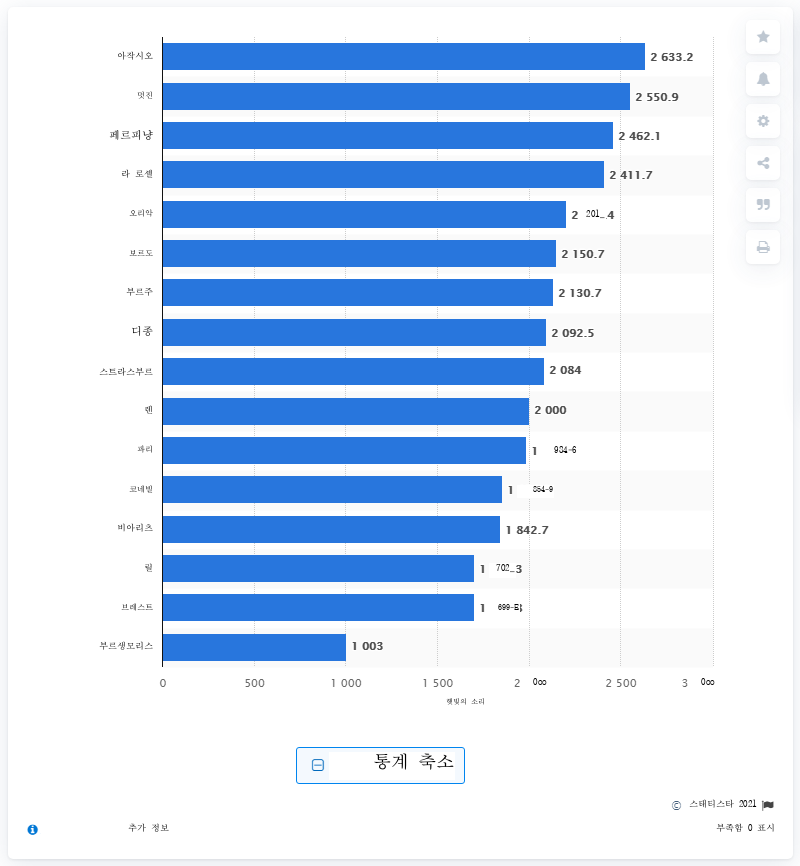 아작시오 2 633.2
멋진 2 550.9
페르피냥 2 462.1
라 로셸 2 411.7
오리악 2 201_.4
보르도 2 150.7
부르주 2 130.7
디종 2 092.5
스트라스부르 2 084
렌 2 000
파리 1 984-6
코네빌 1 854-9
비아리츠 1 842.7
릴 1 702_3
브레스트 1 699-
부르생모리스 1 003
0 500 1 000 1 500 2 0∞ 2 500 3 0∞
햇빛의 소리
통계 축소
© 스태티스타 2021
추가 정보 부족함 0 표시